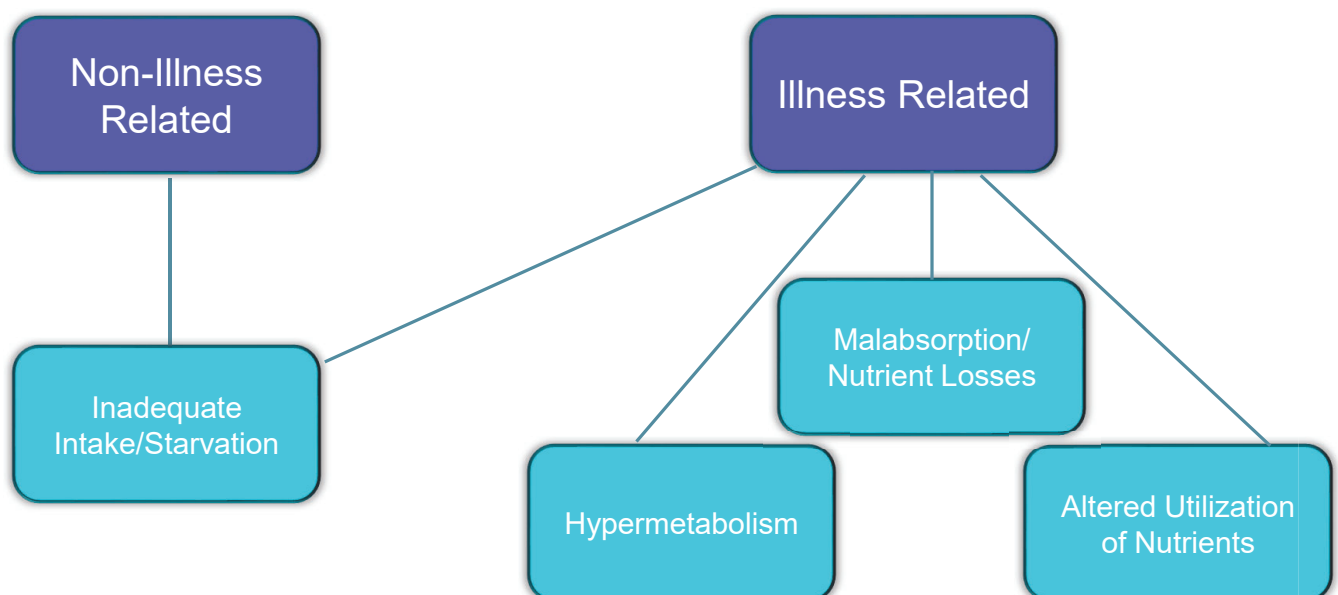 Non-Illness
Related
Illness Related
Inadequate
Intake/Starvation
Malabsorption/
Nutrient Losses
Hypermetabolism
Altered Utilization
of Nutrients